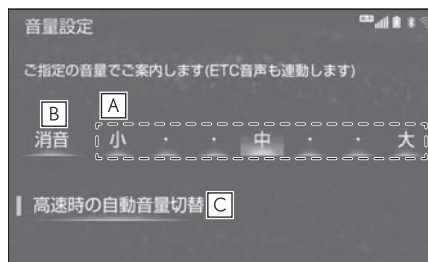 音量設定
ご指定の音量でご案内します(ETC音声も連動します)
B A
消音 小 ・ ・ 中 ・ ・ 大
高速時の自動音量切替 C